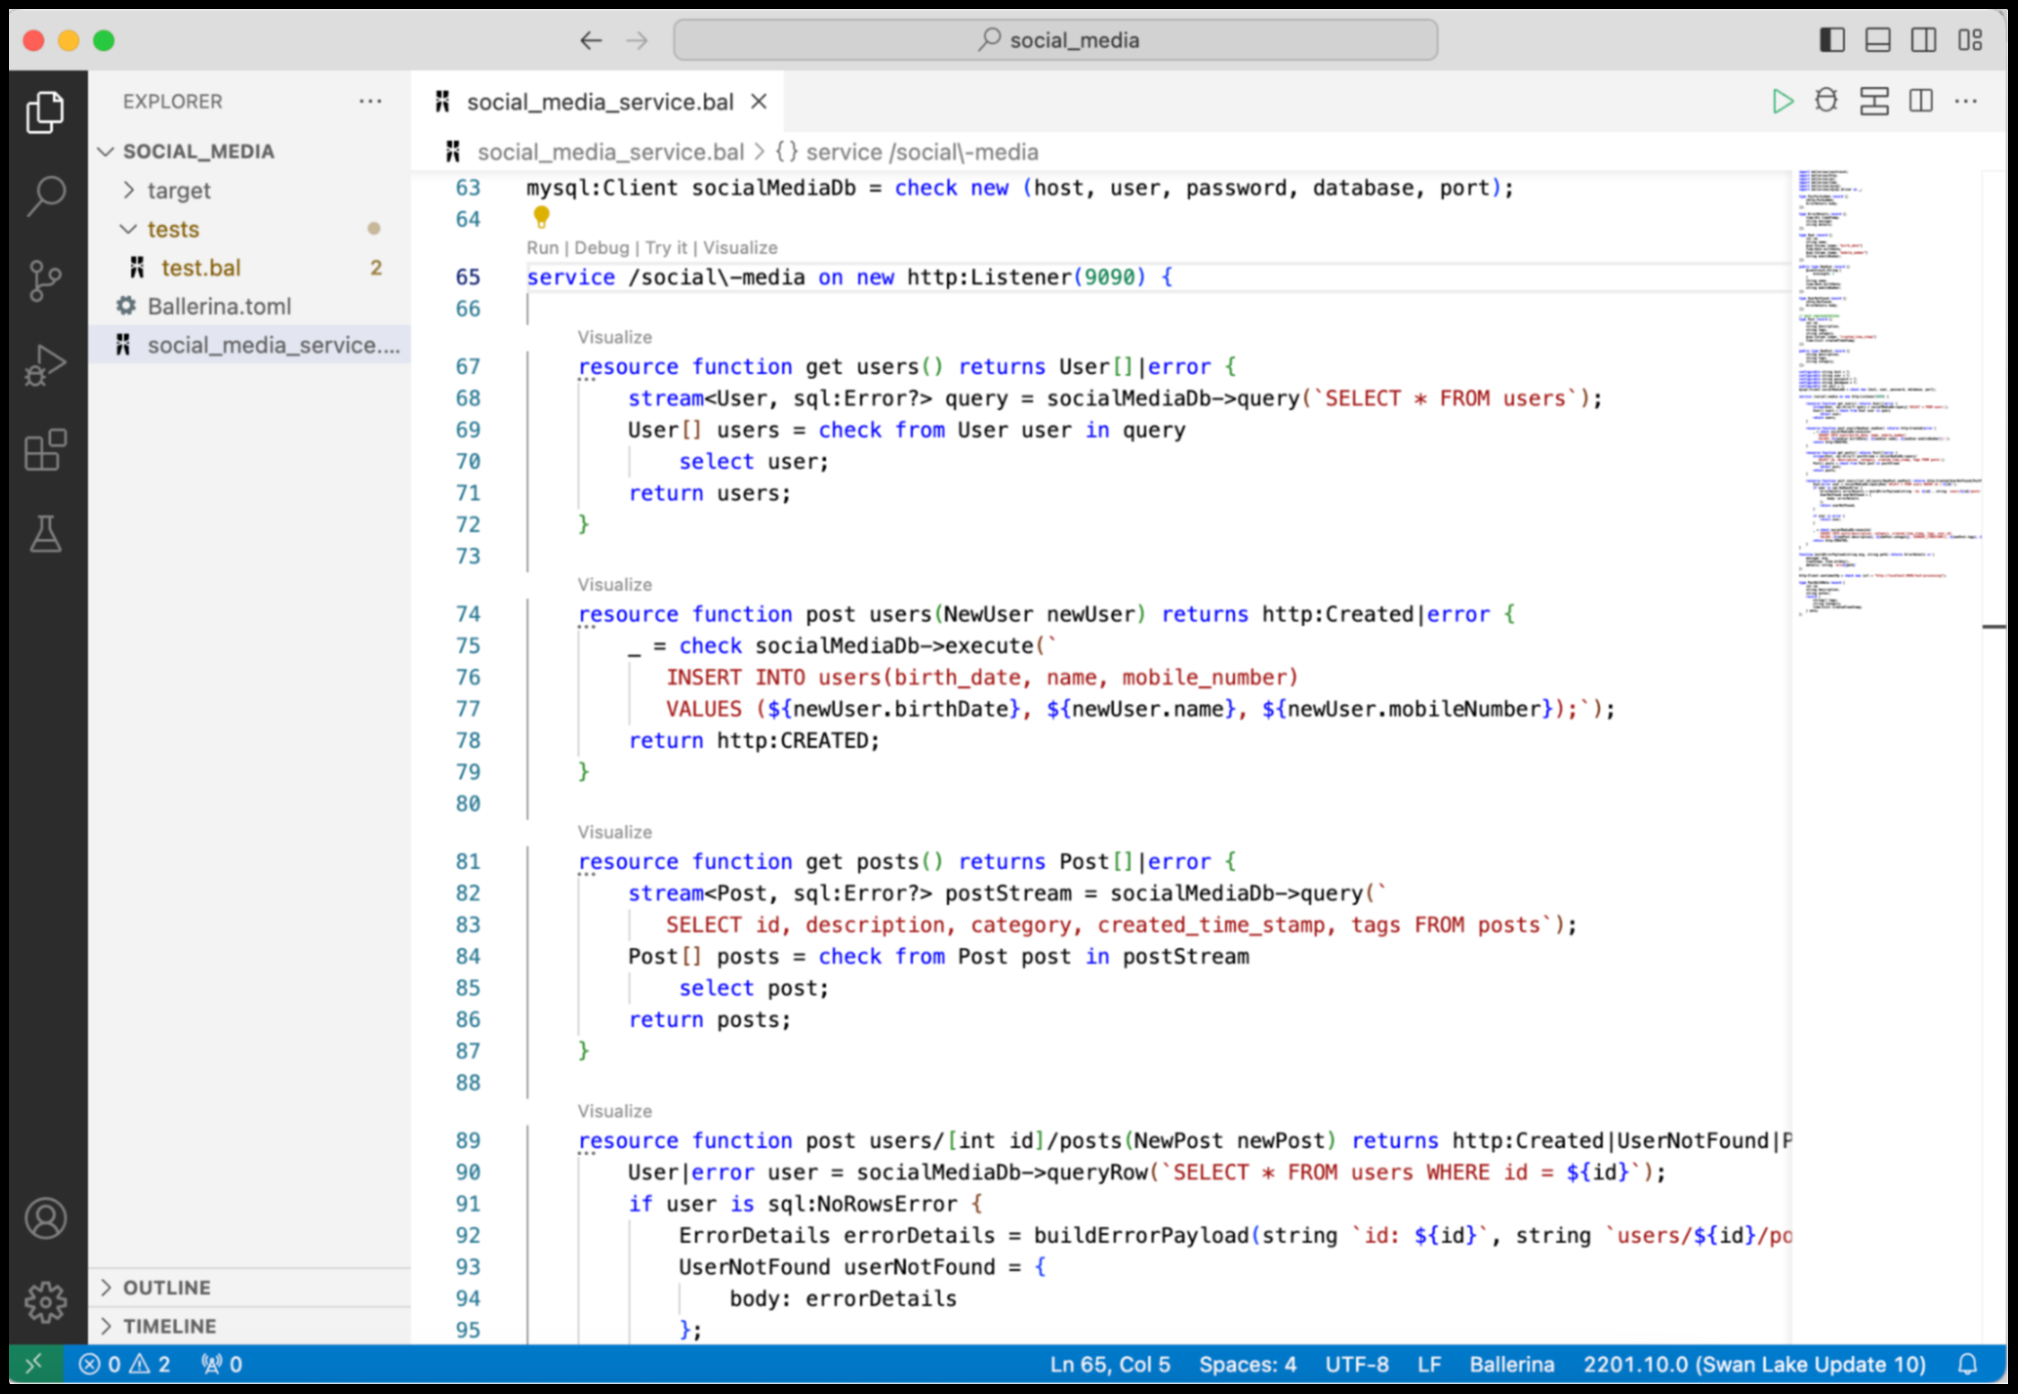 social_media
EXPLORER
SOCIAL_MEDIA
target
tests
test.bal 2
Ballerina.toml
social_media_service....
OUTLINE
TIMELINE
social_media_service.bal
social_media_service.bal > {} service /social\-media
63 mysql:Client socialMediaDb = check new (host, user, password, database, port);
64
Run | Debug | Try it | Visualize
65 service /social\-media on new http:Listener(9090) {
66
Visualize
67 resource function get users() returns User[]|error {
68 stream<User, sql:Error?> query = socialMediaDb->query(`SELECT * FROM users`);
69 User[] users = check from User user in query
70 select user;
71 return users;
72 }
73
Visualize
74 resource function post users(NewUser newUser) returns http:Created|error {
75 _ = check socialMediaDb->execute(`
76 INSERT INTO users(birth_date, name, mobile_number)
77 VALUES (${newUser.birthDate}, ${newUser.name}, ${newUser.mobileNumber});`);
78 return http:CREATED;
79 }
80
Visualize
81 resource function get posts() returns Post[]|error {
82 stream<Post, sql:Error?> postStream = socialMediaDb->query(`
83 SELECT id, description, category, created_time_stamp, tags FROM posts`);
84 Post[] posts = check from Post post in postStream
85 select post;
86 return posts;
87 }
88
Visualize
89 resource function post users/[int id]/posts(NewPost newPost) returns http:Created|UserNotFound|P
90 User|error user = socialMediaDb->queryRow(`SELECT * FROM users WHERE id = ${id}`);
91 if user is sql:NoRowsError {
92 ErrorDetails errorDetails = buildErrorPayload(string `id: ${id}`, string `users/${id}/po
93 UserNotFound userNotFound = {
94 body: errorDetails
95 };
0 2 0 Ln 65, Col 5 Spaces: 4 UTF-8 LF Ballerina 2201.10.0 (Swan Lake Update 10)